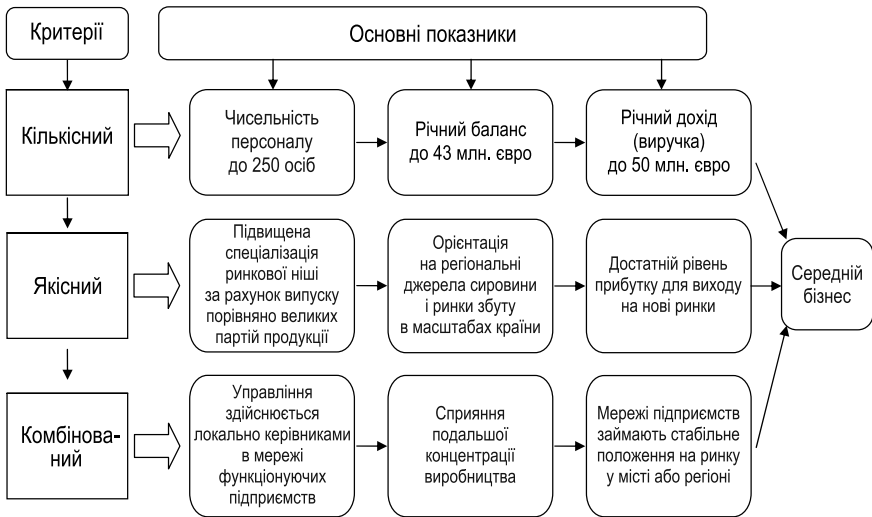 Критерії
Основні показники
Кількісний
Чисельність
персоналу
до 250 осіб
Річний баланс
до 43 млн. євро
Річний дохід
(виручка)
до 50 млн. євро
Якісний
Підвищена
спеціалізація
ринкової ніші
за рахунок випуску
порівняно великих
партій продукції
Орієнтація
на регіональні
джерела сировини
і ринки збуту
в масштабах країни
Достатній рівень
прибутку для виходу
на нові ринки
Середній
бізнес
Комбінова-
ний
Управління
здійснюється
локально керівниками
в мережі
функціонуючих
підприємств
Сприяння
подальшої
концентрації
виробництва
Мережі підприємств
займають стабільне
положення на ринку
у місті або регіоні